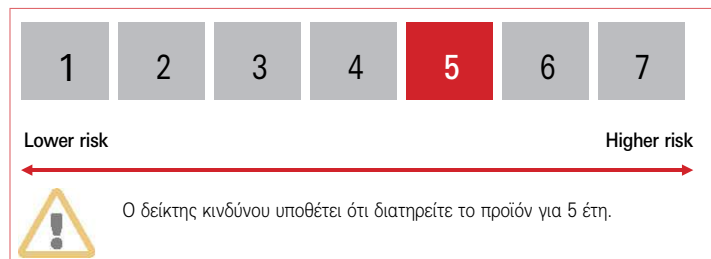 1 2 3 4 5 6 7
Lower risk Higher risk
Ο δείκτης κινδύνου υποθέτει ότι διατηρείτε το προϊόν για 5 έτη.